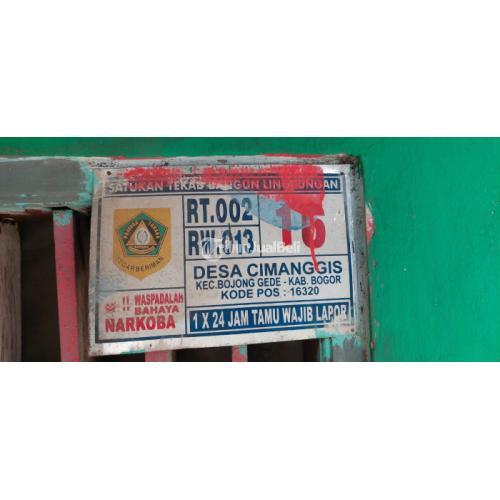 SATUKAN TEKAD BANGUN LINGKUNGAN
RT.002
RW.013
16
DESA CIMANGGIS
KEC.BOJONG GEDE - KAB. BOGOR
KODE POS : 16320
TEGAR BERIMAN
!! WASPADALAH
BAHAYA
NARKOBA
1 X 24 JAM TAMU WAJIB LAPOR
JualBeli